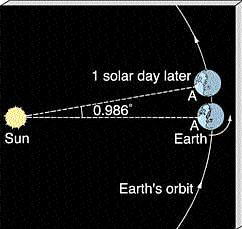 1 solar day later
A
0.986°
A
Sun
Earth
Earth's orbit